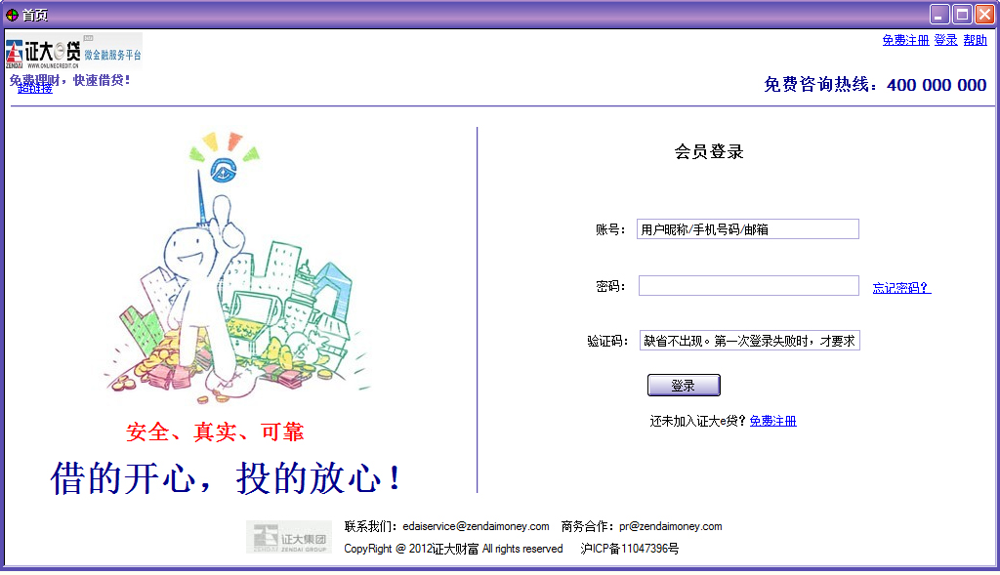 首页
免费注册 登录 帮助
证大e贷 微金融服务平台
ZENDAI WWW.ONLINECREDIT.CN
免费理财，快速借贷！
超链接
免费咨询热线：400 000 000
会员登录
账号： 用户昵称/手机号码/邮箱
密码： 忘记密码？
验证码： 缺省不出现。第一次登录失败时，才要求
登录
还未加入证大e贷？免费注册
安全、真实、可靠
借的开心，投的放心！
证大集团
ZENDAI GROUP
联系我们：edaiservice@zendaimoney.com 商务合作：pr@zendaimoney.com
CopyRight @ 2012证大财富 All rights reserved 沪ICP备11047396号